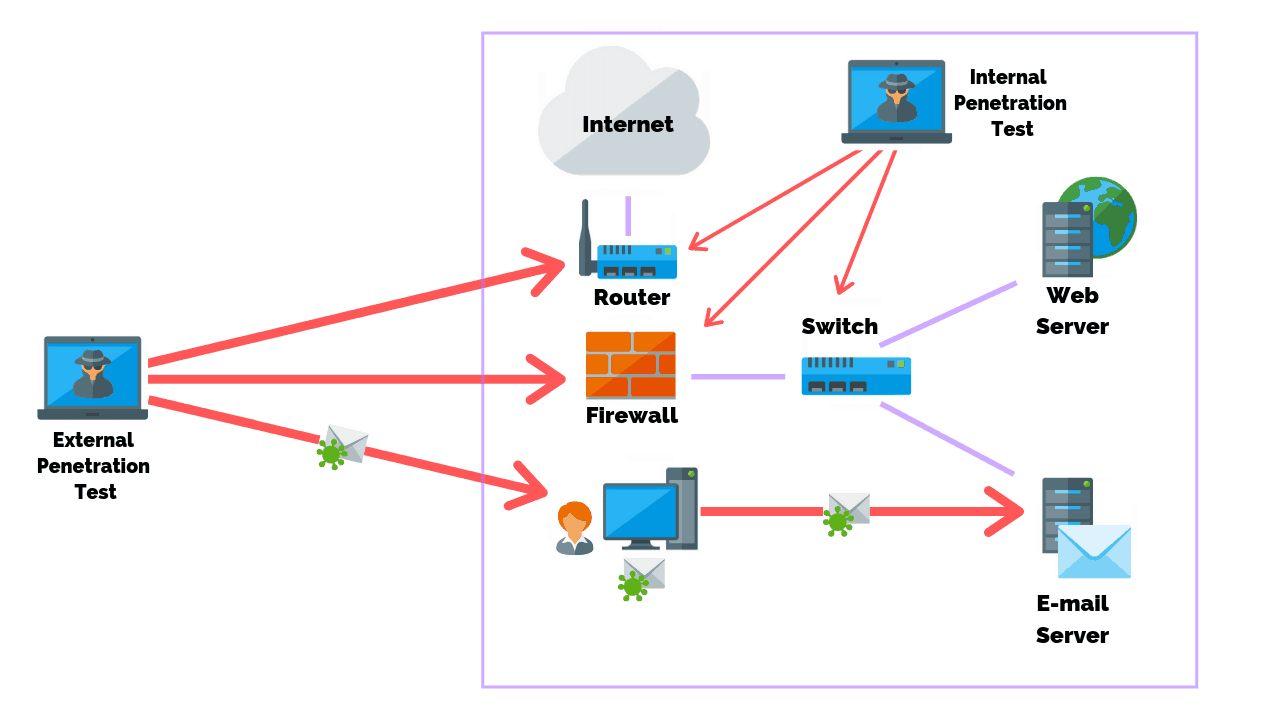 Internet
Internal
Penetration
Test
Router
Web
Server
Switch
Firewall
External
Penetration
Test
E-mail
Server